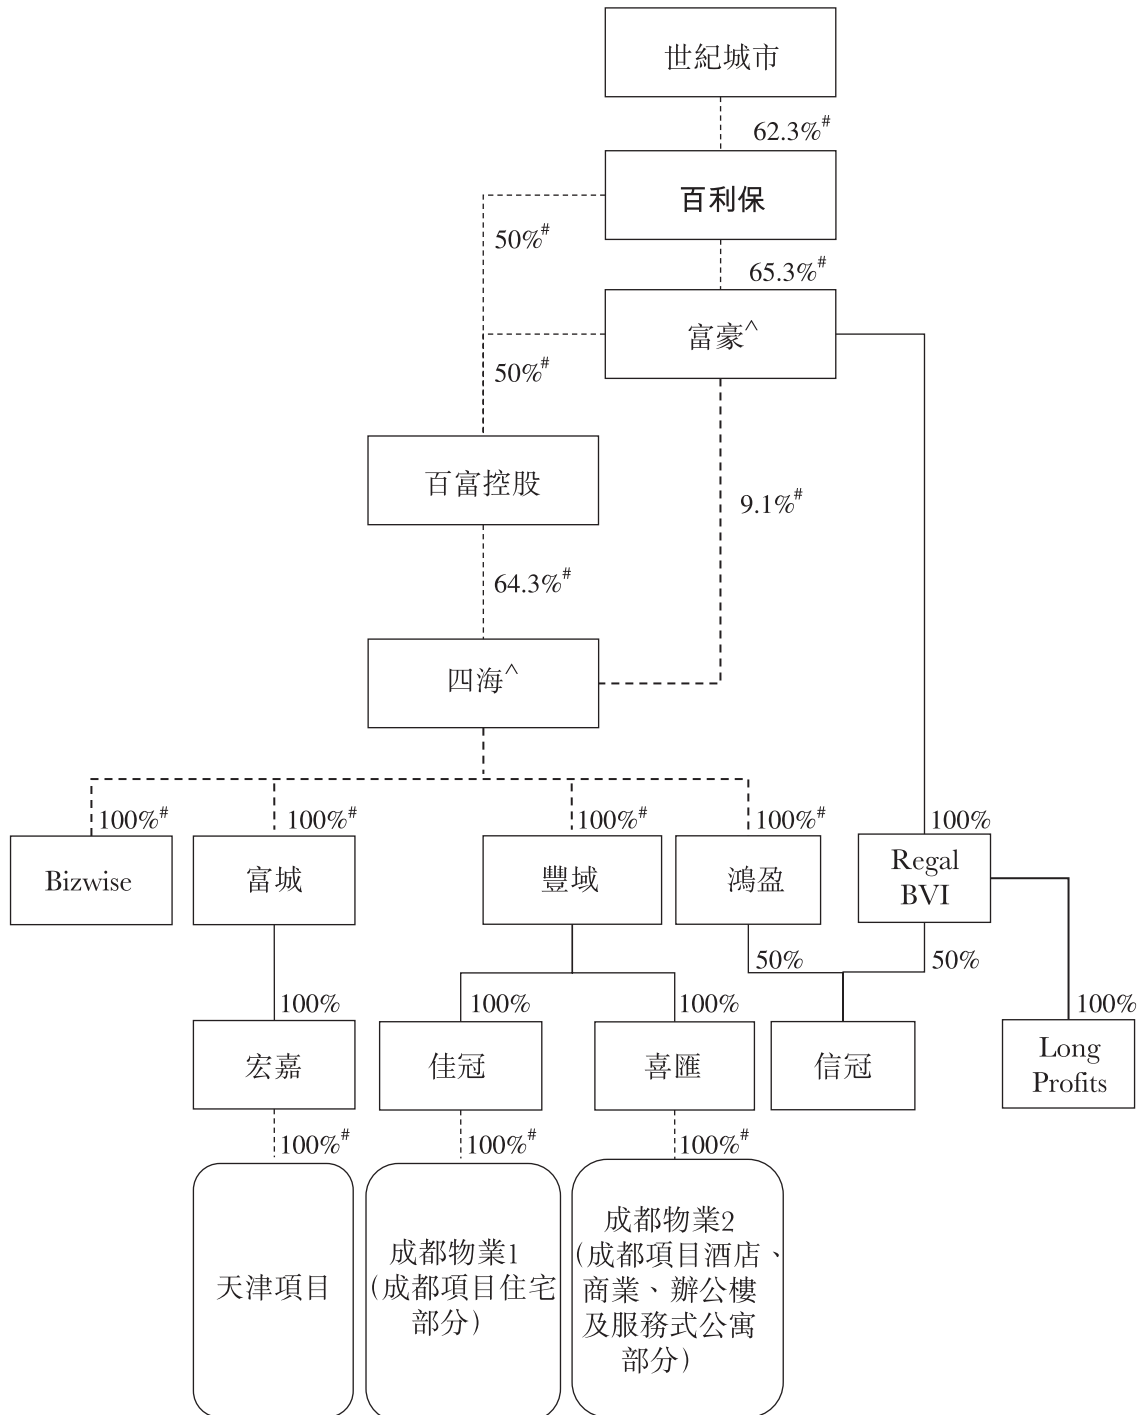 世紀城市
62.3%#
百利保
50%#
65.3%#
富豪^
50%#
百富控股
9.1%#
64.3%#
四海^
100%#
100%#
100%#
100%#
100%
Bizwise
富城
豐域
鴻盈
Regal
BVI
50%
50%
100%
100%
100%
100%
宏嘉
佳冠
喜匯
信冠
Long
Profits
100%#
100%#
100%#
天津項目
成都物業1
(成都項目住宅
部分)
成都物業2
(成都項目酒店、
商業、辦公樓
及服務式公寓
部分)